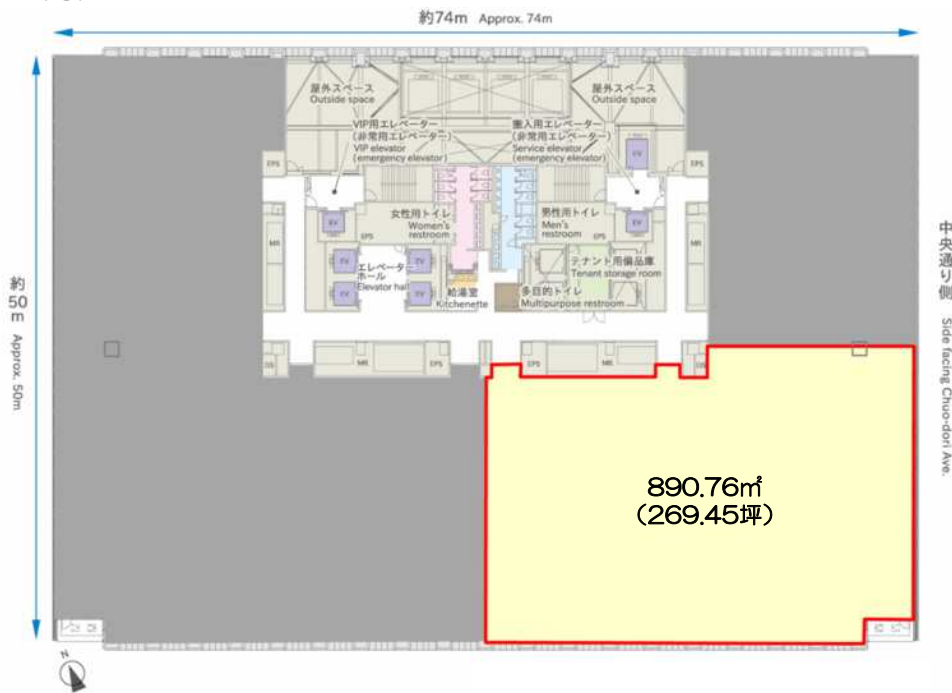 約74m Approx. 74m
屋外スペース
Outside space
屋外スペース
Outside space
VIP用エレベーター
(非常用エレベーター)
VIP elevator
(emergency elevator)
搬入用エレベーター
(非常用エレベーター)
Service elevator
(emergency elevator)
EPS
EV
EPS
女性用トイレ
Women's
restroom
男性用トイレ
Men's
restroom
MR
EV
EPS
EPS
EV
MR
EV
エレベーター
ホール
Elevator hall
EV
EV
EV
給湯室
Kitchenette
テナント用備品庫
Tenant storage room
多目的トイレ
Multipurpose restroom
約50m Approx. 50m
中央通り側 Side facing Chuo-dori Ave.
MR
EPS
EPS
MR
890.76㎡
(269.45坪)
N